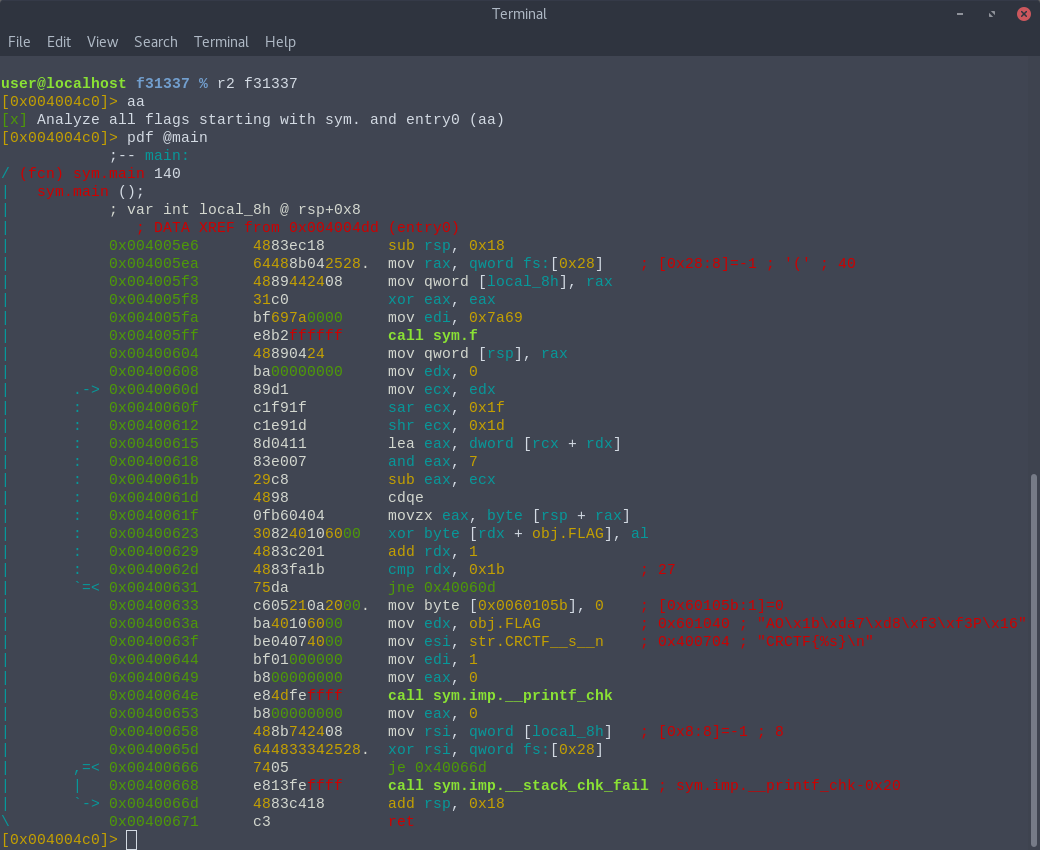 Terminal
File Edit View Search Terminal Help
user@localhost f31337 % r2 f31337
[0x004004c0]> aa
[x] Analyze all flags starting with sym. and entry0 (aa)
[0x004004c0]> pdf @main
            ;-- main:
/ (fcn) sym.main 140
|   sym.main ();
|           ; var int local_8h @ rsp+0x8
|              ; DATA XREF from 0x004004dd (entry0)
|           0x004005e6      4883ec18       sub rsp, 0x18
|           0x004005ea      64488b042528.  mov rax, qword fs:[0x28]    ; [0x28:8]=-1 ; '(' ; 40
|           0x004005f3      4889442408     mov qword [local_8h], rax
|           0x004005f8      31c0           xor eax, eax
|           0x004005fa      bf697a0000     mov edi, 0x7a69
|           0x004005ff      e8b2ffffff     call sym.f
|           0x00400604      48890424       mov qword [rsp], rax
|           0x00400608      ba00000000     mov edx, 0
|       .-> 0x0040060d      89d1           mov ecx, edx
|       :   0x0040060f      c1f91f         sar ecx, 0x1f
|       :   0x00400612      c1e91d         shr ecx, 0x1d
|       :   0x00400615      8d0411         lea eax, dword [rcx + rdx]
|       :   0x00400618      83e007         and eax, 7
|       :   0x0040061b      29c8           sub eax, ecx
|       :   0x0040061d      4898           cdqe
|       :   0x0040061f      0fb60404       movzx eax, byte [rsp + rax]
|       :   0x00400623      308240106000   xor byte [rdx + obj.FLAG], al
|       :   0x00400629      4883c201       add rdx, 1
|       :   0x0040062d      4883fa1b       cmp rdx, 0x1b               ; 27
|       `=< 0x00400631      75da           jne 0x40060d
|           0x00400633      c605210a2000.  mov byte [0x0060105b], 0    ; [0x60105b:1]=0
|           0x0040063a      ba40106000     mov edx, obj.FLAG           ; 0x601040 ; "AO\x1b\xda7\xd8\xf1\xf3P\x16"
|           0x0040063f      be04074000     mov esi, str.CRCTF__s__n    ; 0x400704 ; "CRCTF{%s}\n"
|           0x00400644      bf01000000     mov edi, 1
|           0x00400649      b800000000     mov eax, 0
|           0x0040064e      e84dfeffff     call sym.imp.__printf_chk
|           0x00400653      b800000000     mov eax, 0
|           0x00400658      488b742408     mov rsi, qword [local_8h]   ; [0x8:8]=-1 ; 8
|           0x0040065d      644833342528.  xor rsi, qword fs:[0x28]
|       ,=< 0x00400666      7405           je 0x40066d
|       |   0x00400668      e813feffff     call sym.imp.__stack_chk_fail ; sym.imp.__printf_chk-0x20
|       `-> 0x0040066d      4883c418       add rsp, 0x18
\           0x00400671      c3             ret
[0x004004c0]>